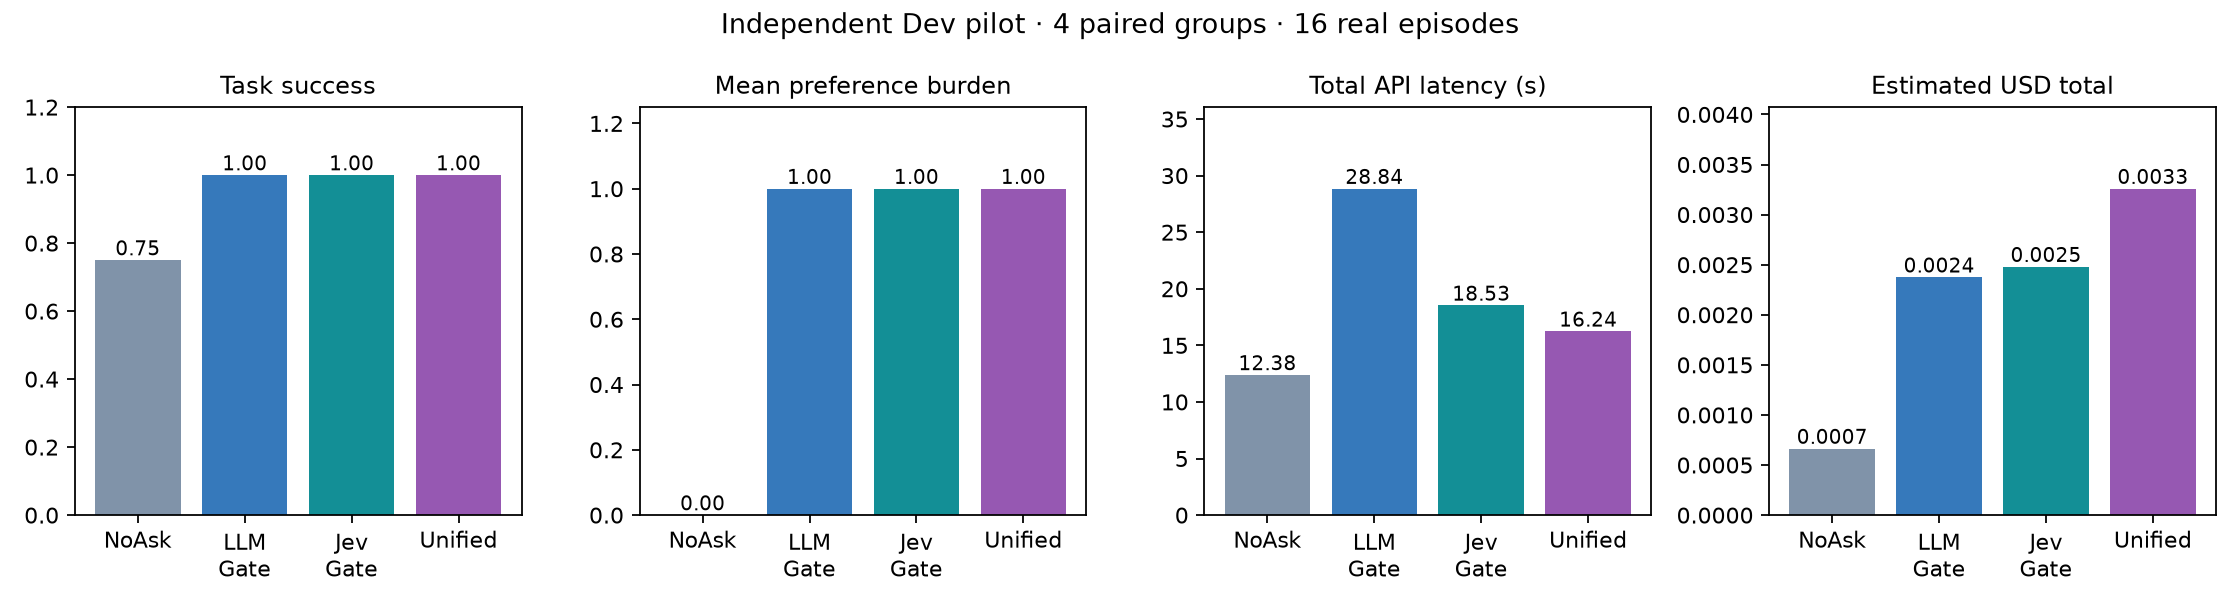 Independent Dev pilot · 4 paired groups · 16 real episodes
Task success
1.2
1.0
0.8
0.6
0.4
0.2
0.0
0.75
1.00
1.00
1.00
NoAsk
LLM
Gate
Jev
Gate
Unified
Mean preference burden
1.2
1.0
0.8
0.6
0.4
0.2
0.0
0.00
1.00
1.00
1.00
NoAsk
LLM
Gate
Jev
Gate
Unified
Total API latency (s)
35
30
25
20
15
10
5
0
12.38
28.84
18.53
16.24
NoAsk
LLM
Gate
Jev
Gate
Unified
Estimated USD total
0.0040
0.0035
0.0030
0.0025
0.0020
0.0015
0.0010
0.0005
0.0000
0.0007
0.0024
0.0025
0.0033
NoAsk
LLM
Gate
Jev
Gate
Unified